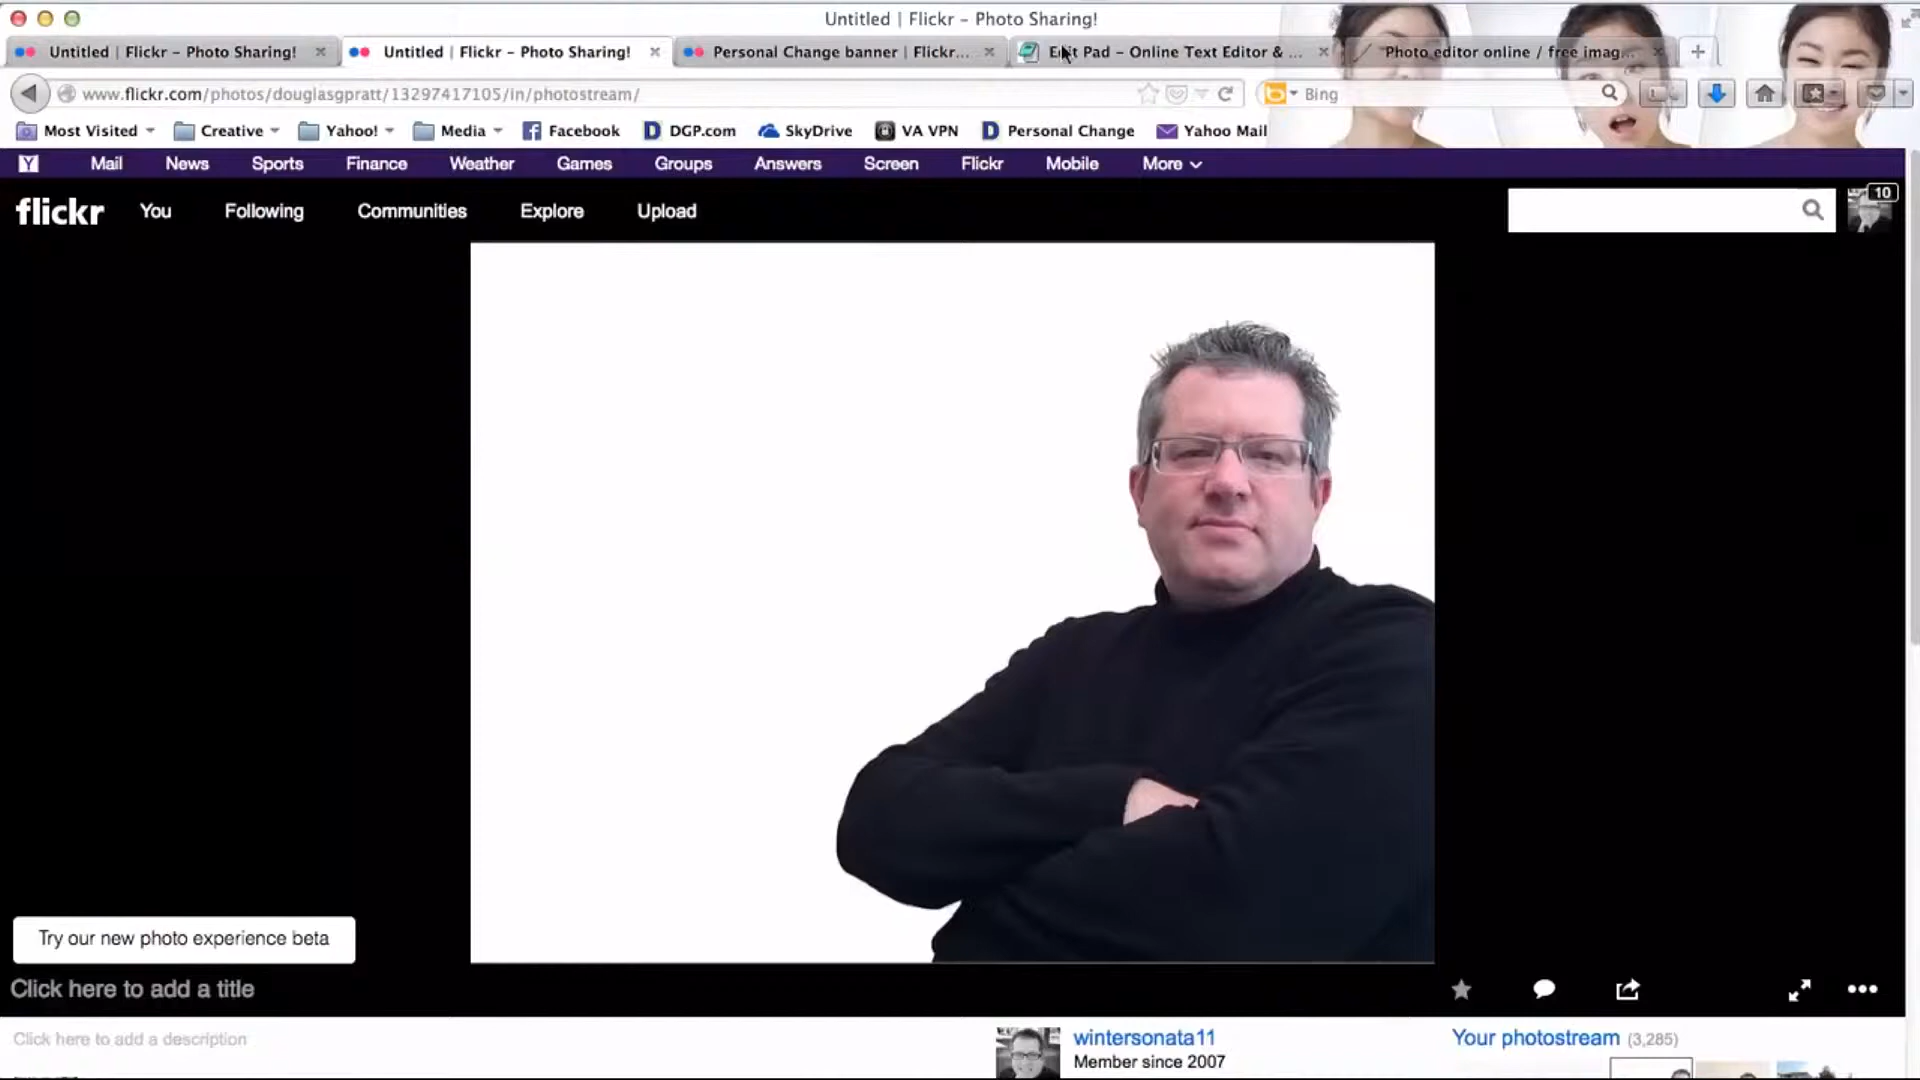 Untitled | Flickr – Photo Sharing!
Untitled | Flickr – Photo Sharing!
Untitled | Flickr – Photo Sharing!
Personal Change banner | Flickr...
Edit Pad – Online Text Editor & ...
Photo editor online / free imag...
www.flickr.com/photos/douglasgpratt/13297417105/in/photostream/
Bing
Most Visited
Creative
Yahoo!
Media
Facebook
DGP.com
SkyDrive
VA VPN
Personal Change
Yahoo Mail
Y
Mail
News
Sports
Finance
Weather
Games
Groups
Answers
Screen
Flickr
Mobile
More
flickr
You
Following
Communities
Explore
Upload
10
Try our new photo experience beta
Click here to add a title
Click here to add a description
wintersonata11
Member since 2007
Your photostream (3,285)